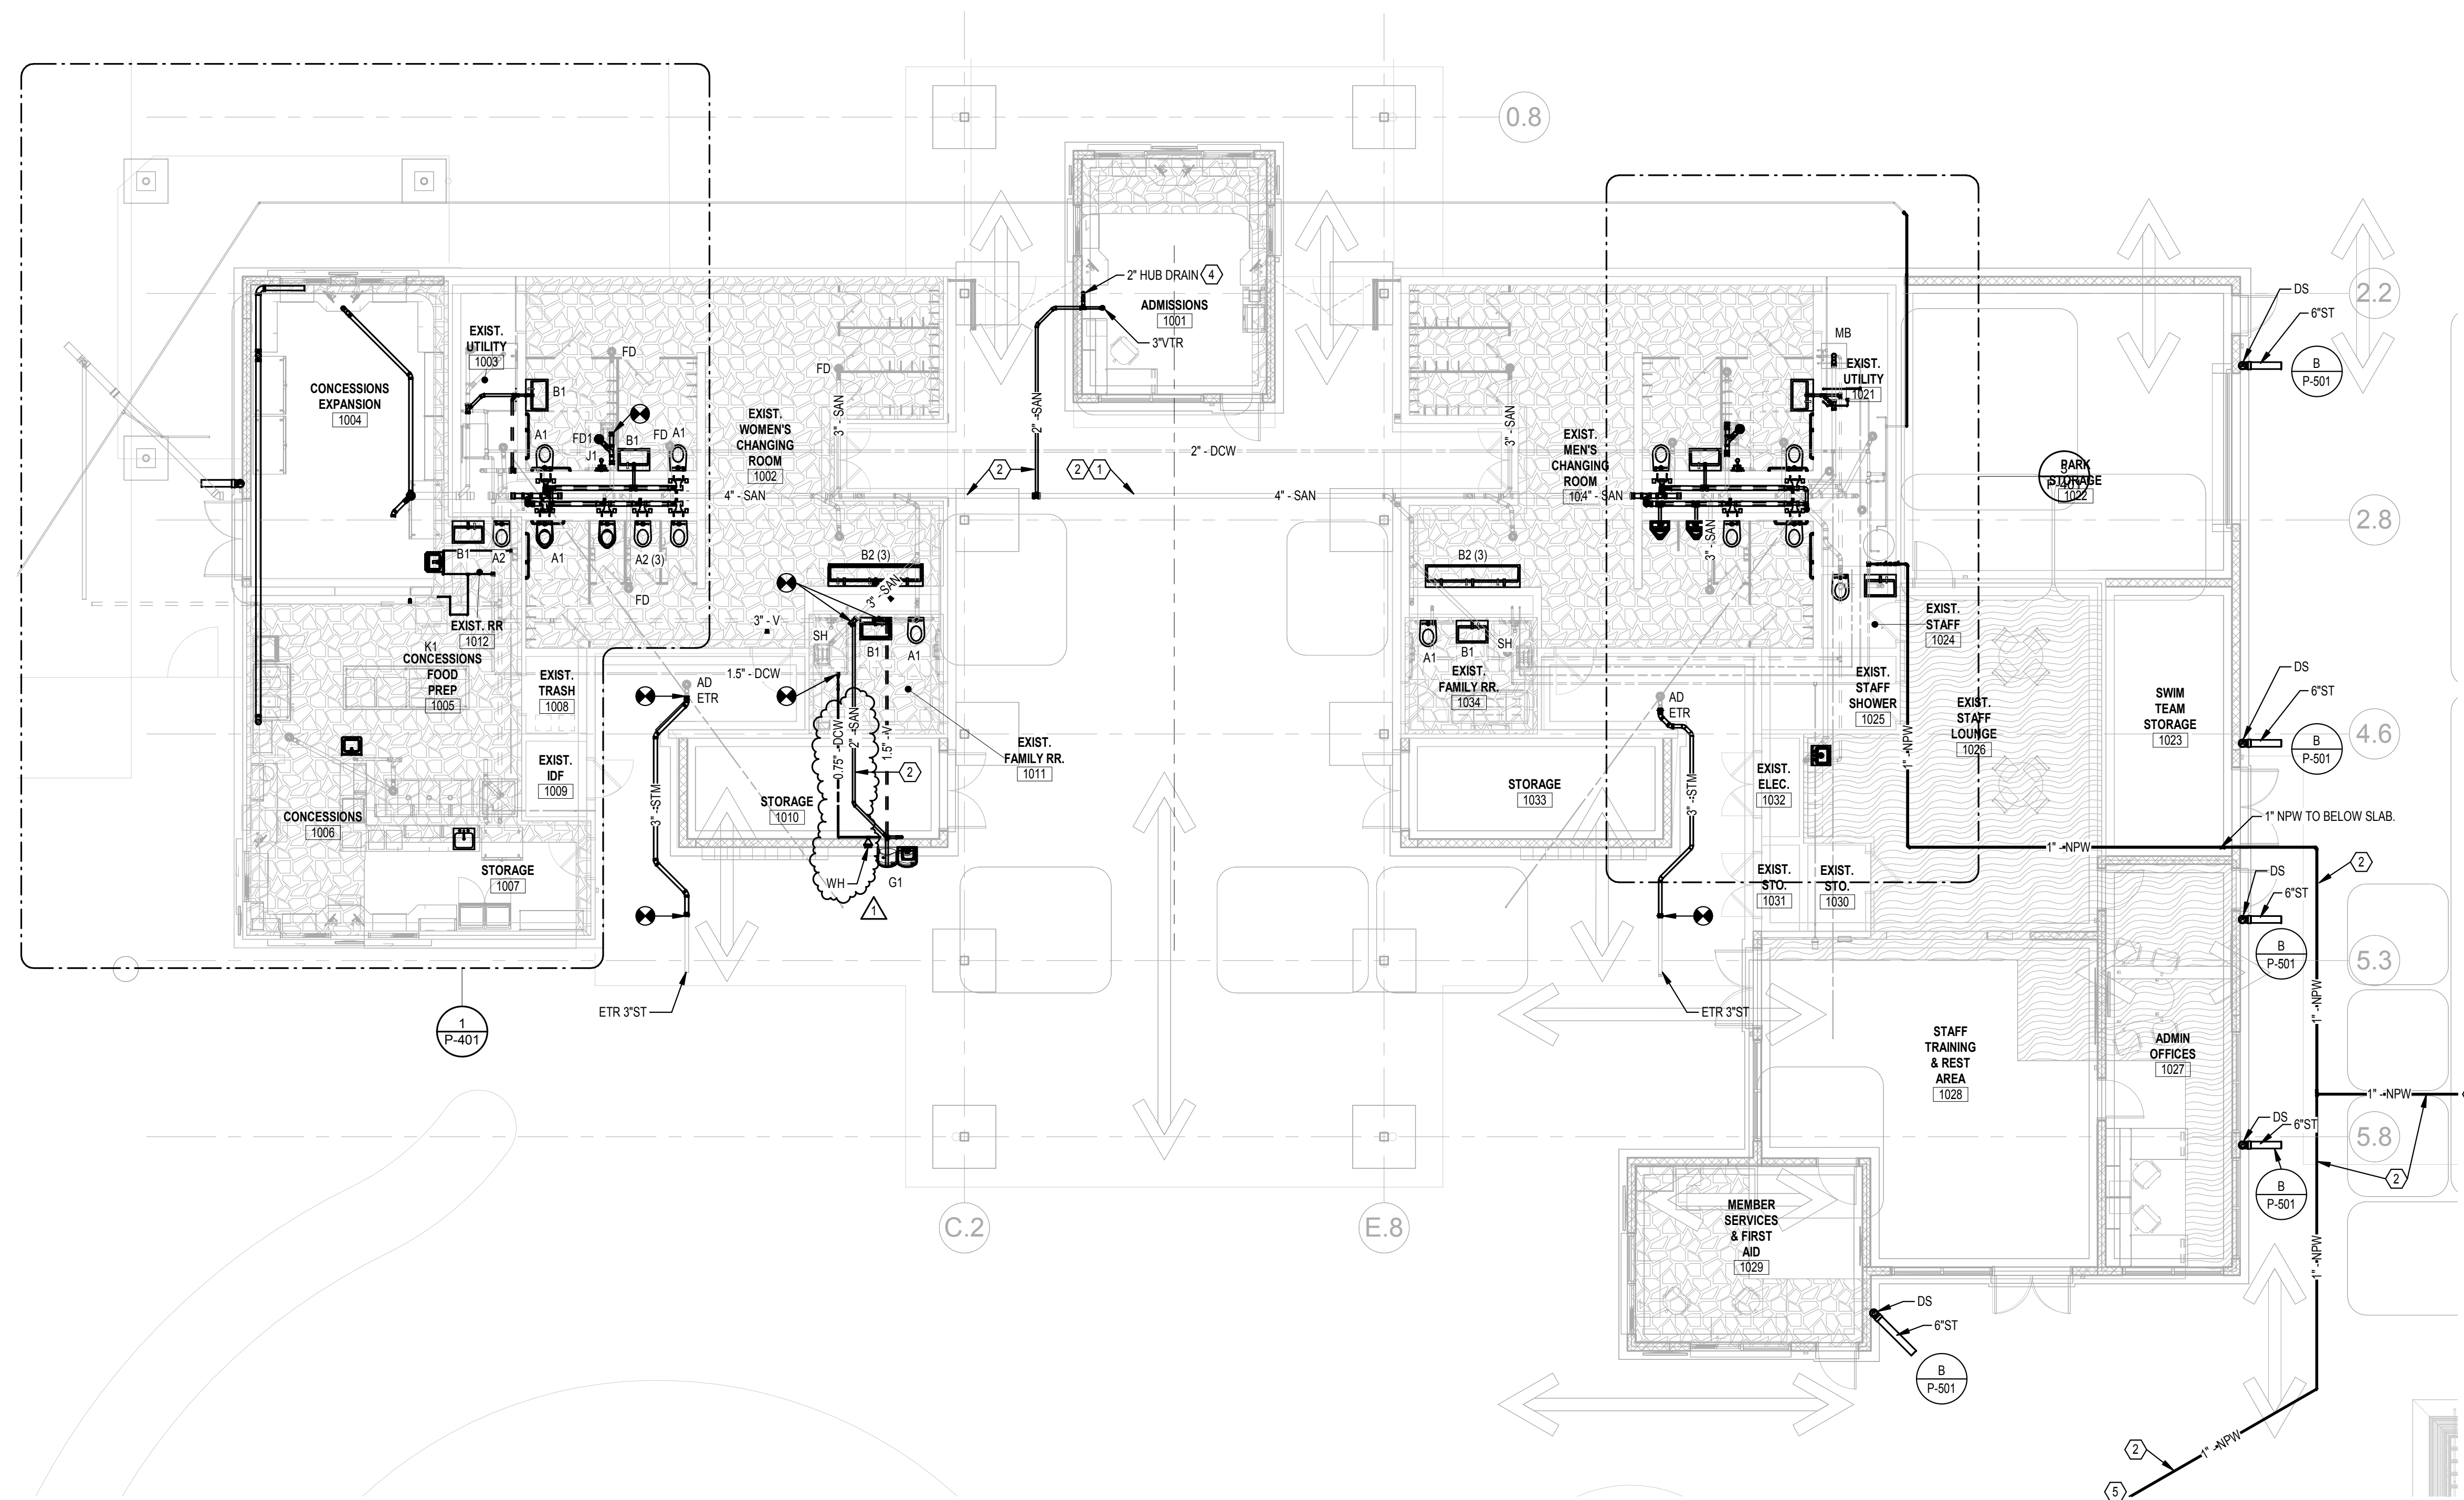 0.8
2" HUB DRAIN
4
ADMISSIONS
1001
3"VTR
2" - SAN
2
2
1
2" - DCW
4" - SAN
4" - SAN
EXIST.
UTILITY
1003
CONCESSIONS
EXPANSION
1004
B1
A1
FD1
J1
B1
FD
A1
FD
FD
3" - SAN
EXIST.
WOMEN'S
CHANGING
ROOM
1002
B1
A2
A1
A2 (3)
FD
EXIST. RR
1012
K1
CONCESSIONS
FOOD
PREP
1005
EXIST.
TRASH
1008
EXIST.
IDF
1009
CONCESSIONS
1006
STORAGE
1007
1
P-401
B2 (3)
3" - SAN
3" - V
SH
B1
A1
1.5" - DCW
AD
ETR
3" - STM
ETR 3"ST
0.75" - DCW
2" - SAN
1.5" - V
2
STORAGE
1010
WH
G1
1
EXIST.
FAMILY RR.
1011
C.2
E.8
3" - SAN
EXIST.
MEN'S
CHANGING
ROOM
4" - SAN
3" - SAN
MB
EXIST.
UTILITY
1021
B2 (3)
A1
B1
SH
EXIST.
FAMILY RR.
1034
AD
ETR
3" - STM
ETR 3"ST
STORAGE
1033
EXIST.
ELEC.
1032
EXIST.
STO.
1031
EXIST.
STO.
1030
EXIST.
STAFF
1024
EXIST.
STAFF
SHOWER
1025
1" - NPW
EXIST.
STAFF
LOUNGE
1026
PARK
STORAGE
1022
P-401
SWIM
TEAM
STORAGE
1023
DS
6"ST
B
P-501
2.2
2.8
DS
6"ST
B
P-501
4.6
1" NPW TO BELOW SLAB.
1" - NPW
2
DS
6"ST
B
P-501
5.3
1" - NPW
1" - NPW
DS
6"ST
5.8
2
B
P-501
STAFF
TRAINING
& REST
AREA
1028
ADMIN
OFFICES
1027
MEMBER
SERVICES
& FIRST
AID
1029
DS
6"ST
B
P-501
1" - NPW
1" - NPW
2
5